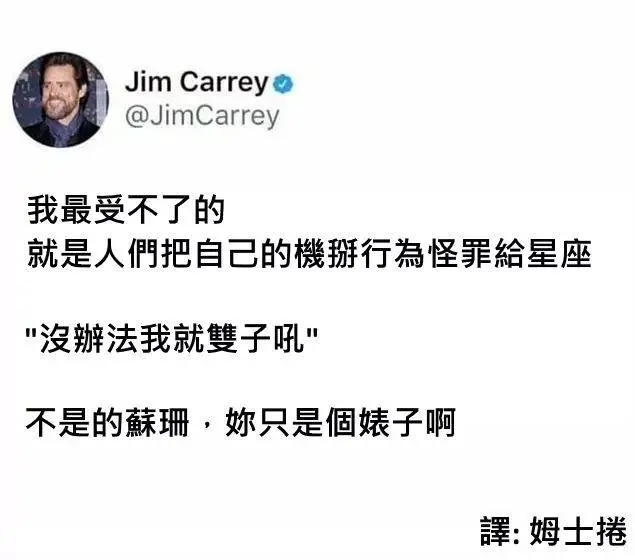 Jim Carrey
@JimCarrey
我最受不了的
就是人們把自己的機掰行為怪罪給星座
"沒辦法我就雙子吼"
不是的蘇珊，妳只是個婊子啊
譯: 姆士捲